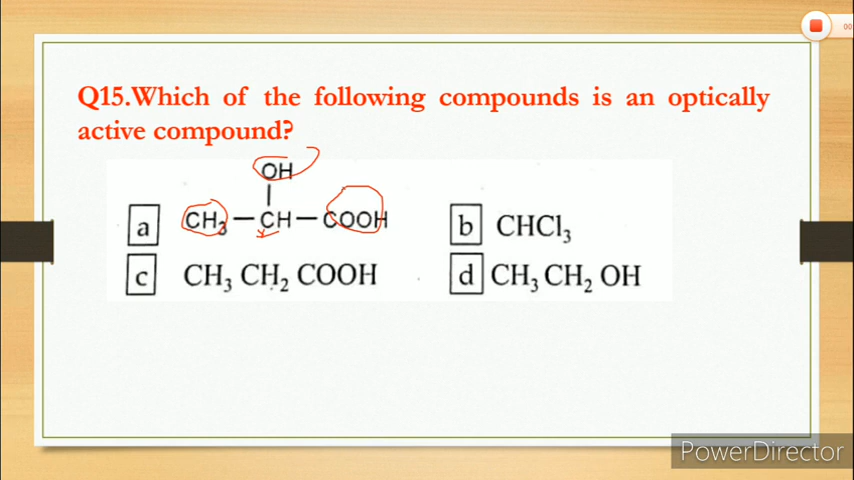 Q15.Which of the following compounds is an optically
active compound?
OH
a CH₃ — CH — COOH b CHCl₃
c CH₃ CH₂ COOH d CH₃ CH₂ OH
PowerDirector
00